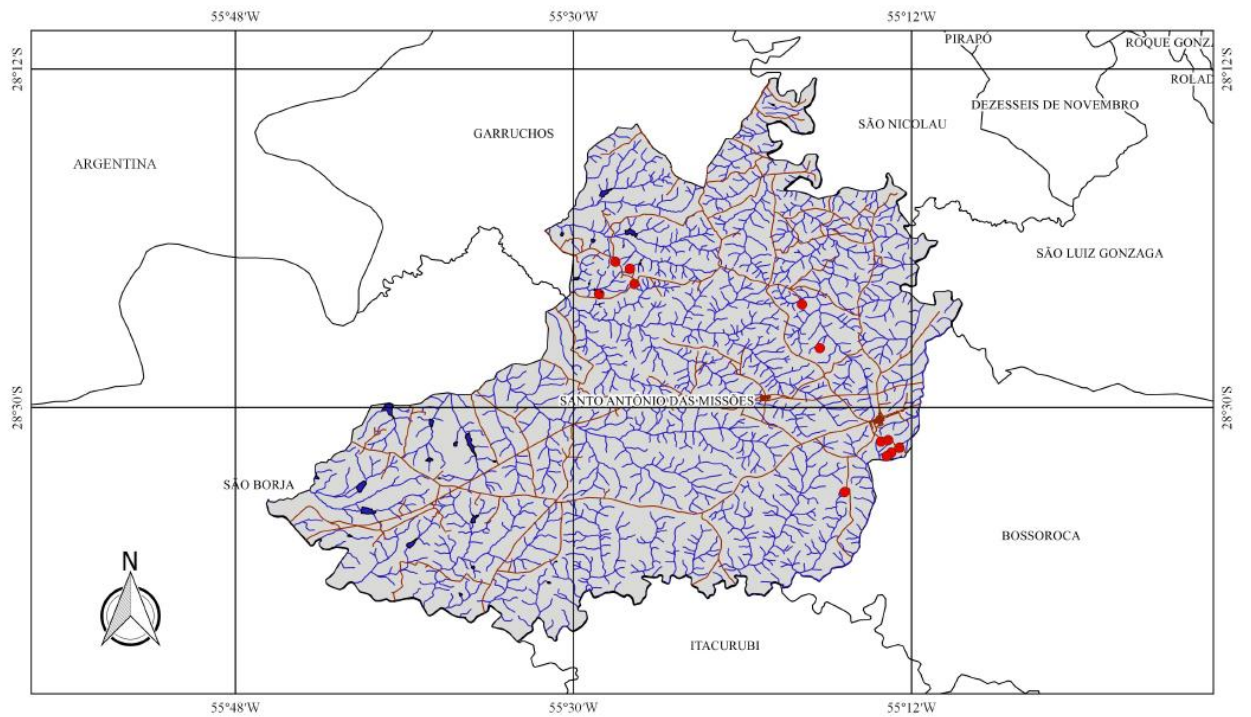 55°48'W 55°30'W 55°12'W
28°12'S 28°12'S
PIRAPÓ
ROQUE GONZ.
ROLAD
DEZESSEIS DE NOVEMBRO
SÃO NICOLAU
GARRUCHOS
ARGENTINA
SÃO LUIZ GONZAGA
SANTO ANTÔNIO DAS MISSÕES
28°30'S 28°30'S
SÃO BORJA
BOSSOROCA
N
ITACURUBI
55°48'W 55°30'W 55°12'W